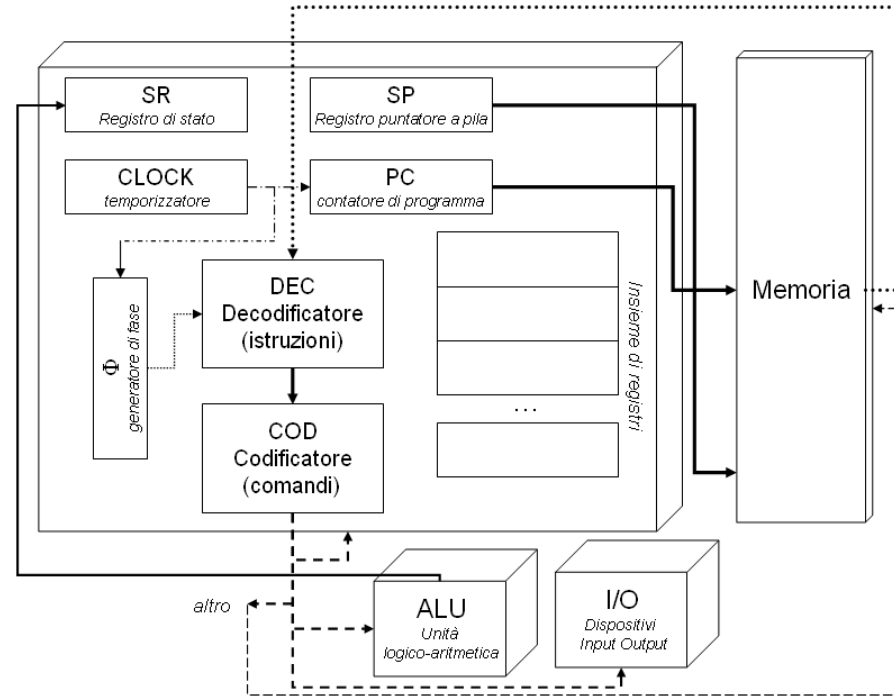 SR
Registro di stato
SP
Registro puntatore a pila
CLOCK
temporizzatore
PC
contatore di programma
DEC
Decodificatore
(istruzioni)
Φ
generatore di fase
COD
Codificatore
(comandi)
...
Insieme di registri
Memoria
altro
ALU
Unità
logico-aritmetica
I/O
Dispositivi
Input Output